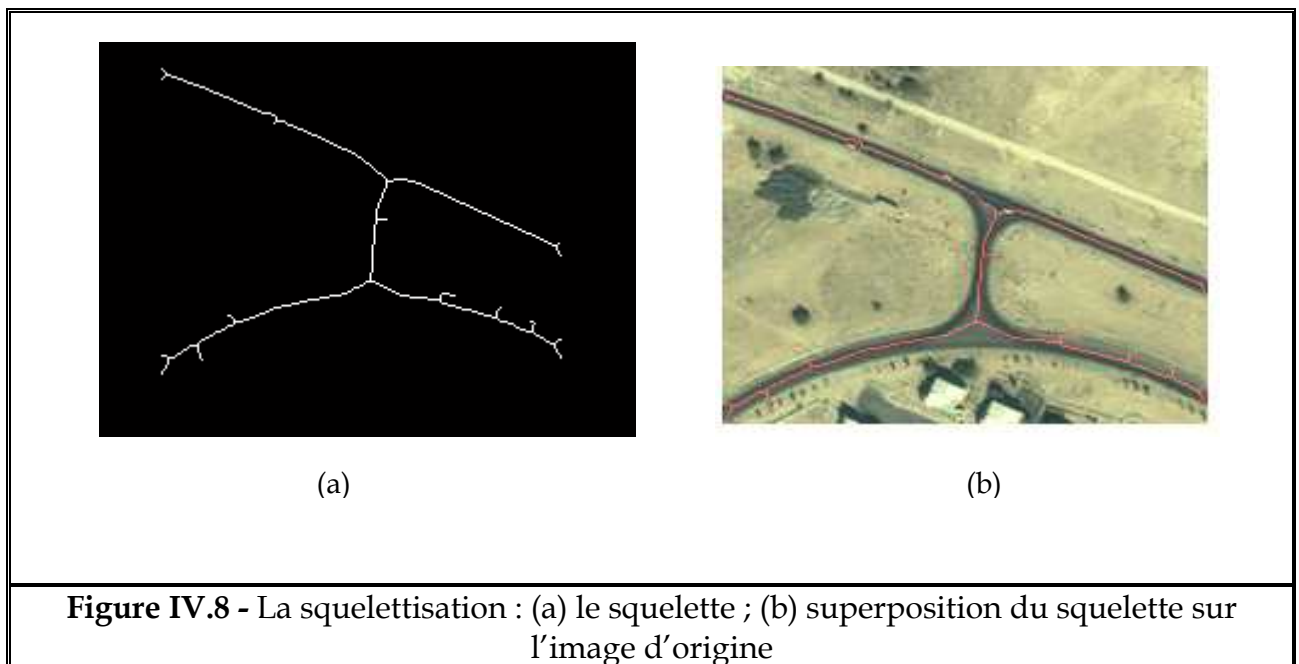 (a)
(b)
Figure IV.8 - La squelettisation : (a) le squelette ; (b) superposition du squelette sur
l’image d’origine